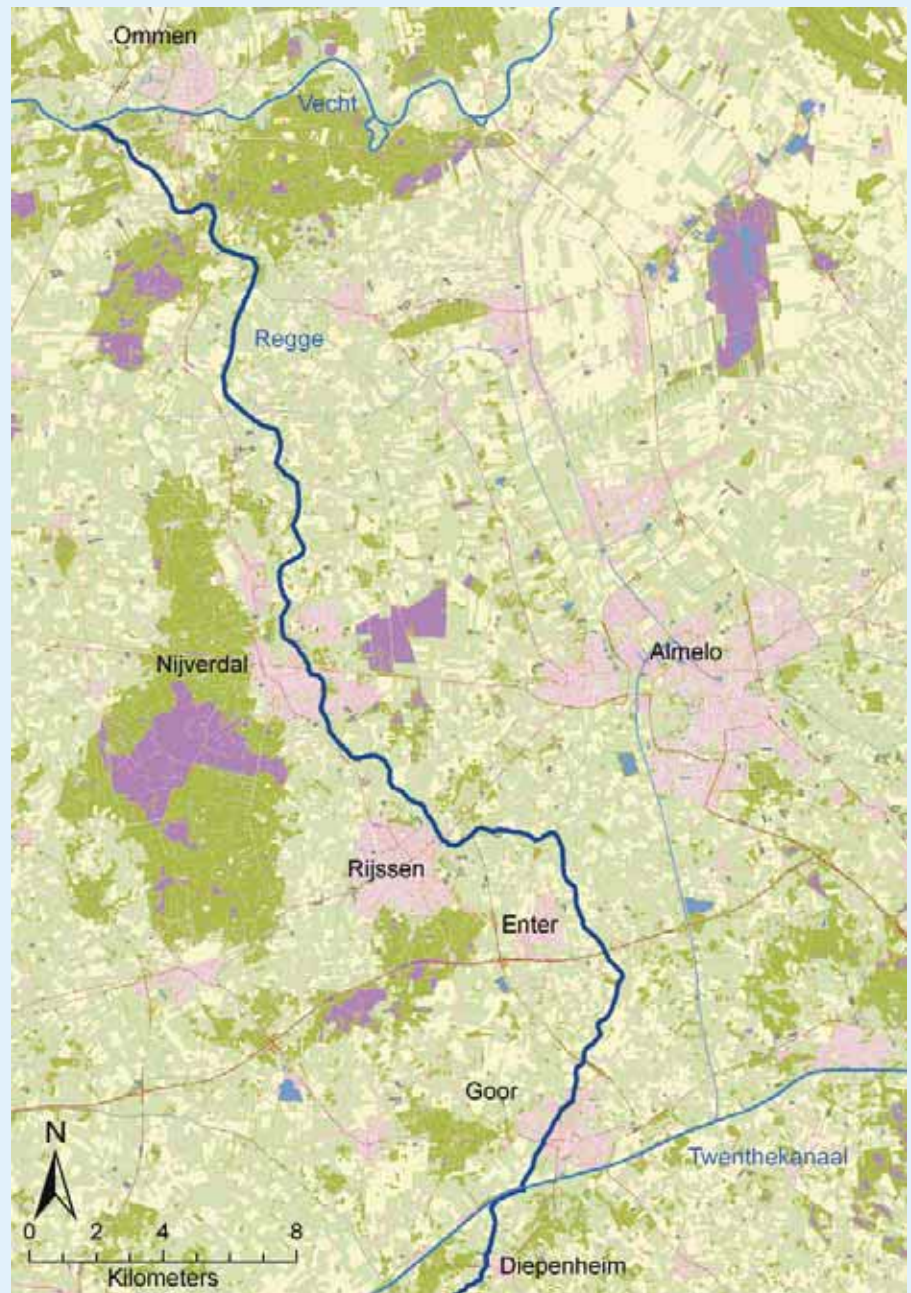 Ommen
Vecht
Regge
Nijverdal
Almelo
Rijssen
Enter
Goor
Twenthekanaal
Diepenheim
N
0 2 4 8
Kilometers